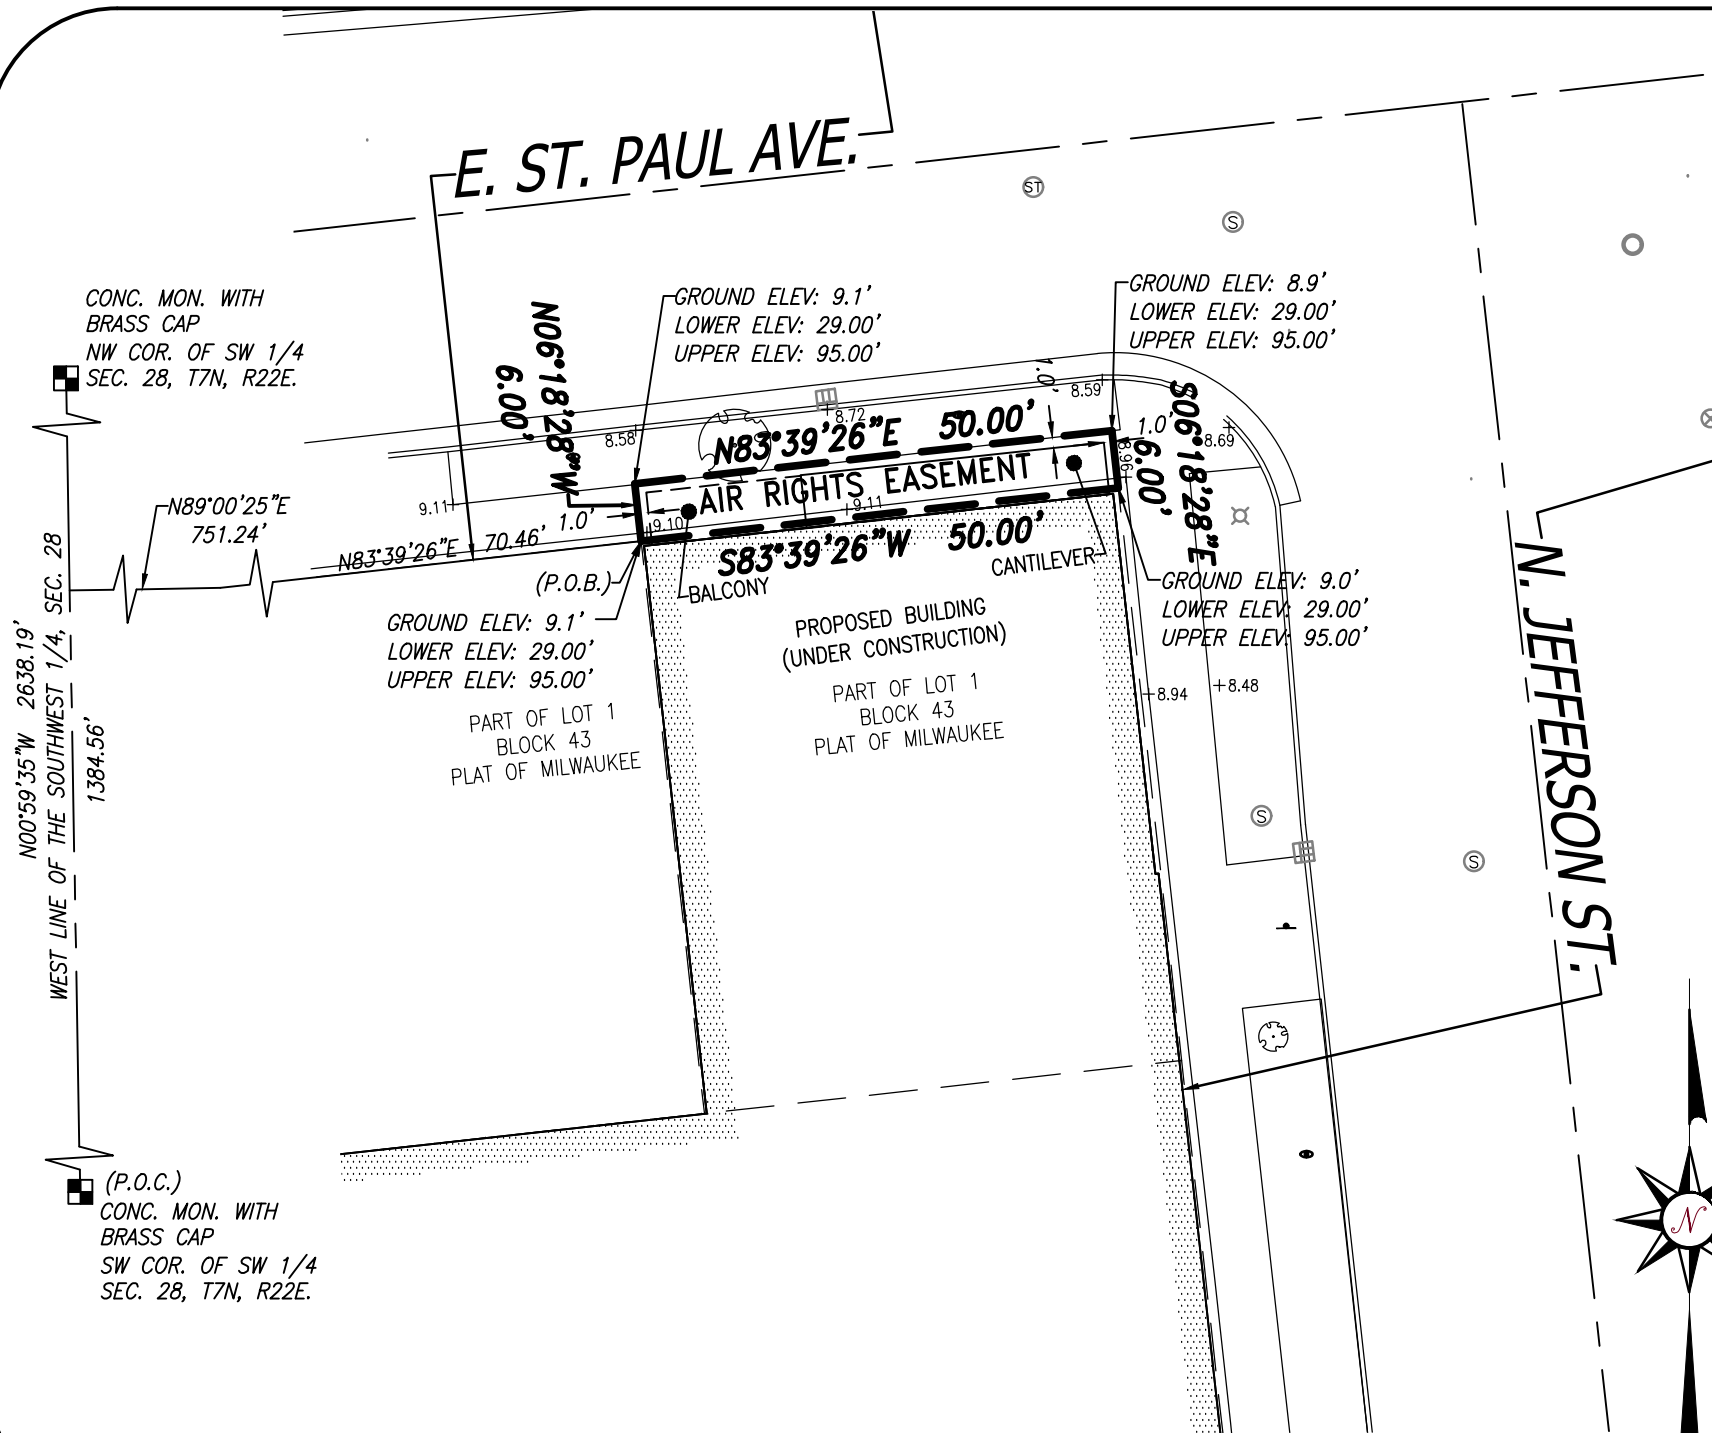 E. ST. PAUL AVE.
ST
S
CONC. MON. WITH
BRASS CAP
NW COR. OF SW 1/4
SEC. 28, T7N, R22E.
GROUND ELEV: 9.1'
LOWER ELEV: 29.00'
UPPER ELEV: 95.00'
GROUND ELEV: 8.9'
LOWER ELEV: 29.00'
UPPER ELEV: 95.00'
N06°18'28"W
6.00'
1.0'
8.59
8.72
8.58
N83°39'26"E 50.00'
1.0'
S06°18'28"E
6.00'
8.69
8.96
AIR RIGHTS EASEMENT
9.11
9.11
9.10
1.0'
N89°00'25"E
751.24'
N83°39'26"E 70.46'
S83°39'26"W 50.00'
(P.O.B.)
BALCONY
CANTILEVER
GROUND ELEV: 9.1'
LOWER ELEV: 29.00'
UPPER ELEV: 95.00'
GROUND ELEV: 9.0'
LOWER ELEV: 29.00'
UPPER ELEV: 95.00'
PROPOSED BUILDING
(UNDER CONSTRUCTION)
PART OF LOT 1
BLOCK 43
PLAT OF MILWAUKEE
PART OF LOT 1
BLOCK 43
PLAT OF MILWAUKEE
8.94
8.48
N. JEFFERSON ST.
S
S
N00°59'35"W 2638.19'
WEST LINE OF THE SOUTHWEST 1/4, SEC. 28
1384.56'
(P.O.C.)
CONC. MON. WITH
BRASS CAP
SW COR. OF SW 1/4
SEC. 28, T7N, R22E.
N